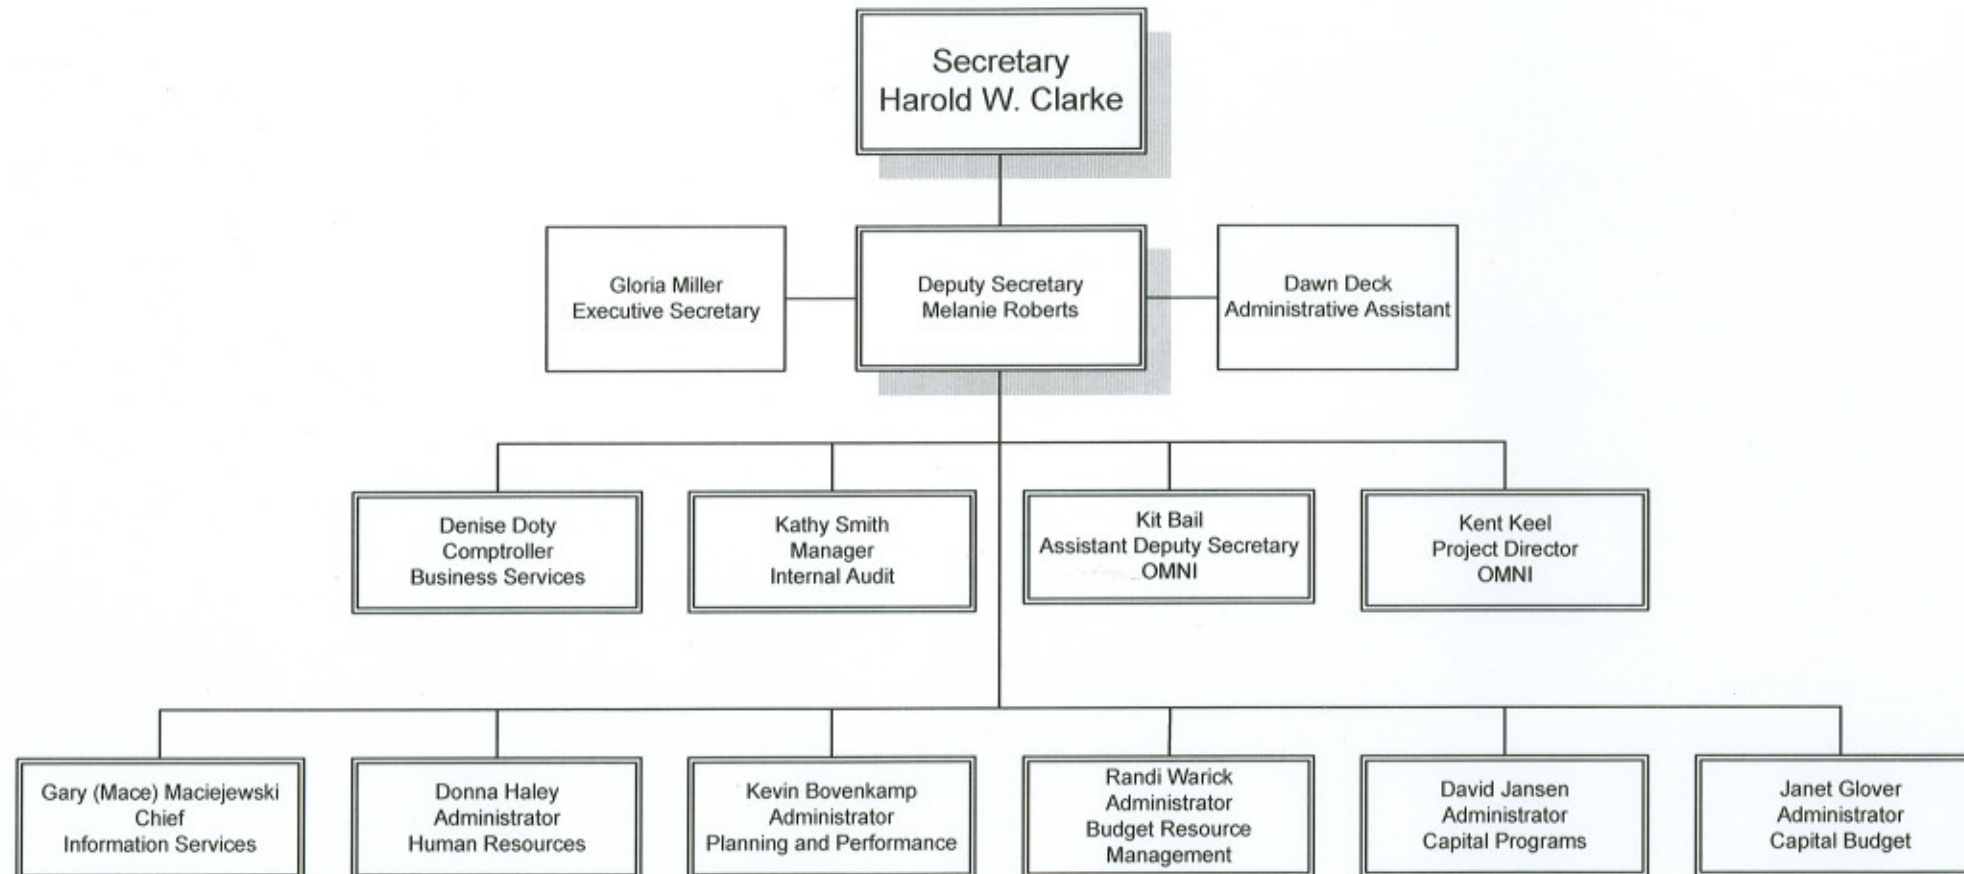 Secretary
Harold W. Clarke
Gloria Miller
Executive Secretary
Deputy Secretary
Melanie Roberts
Dawn Deck
Administrative Assistant
Denise Doty
Comptroller
Business Services
Kathy Smith
Manager
Internal Audit
Kit Bail
Assistant Deputy Secretary
OMNI
Kent Keel
Project Director
OMNI
Gary (Mace) Maciejewski
Chief
Information Services
Donna Haley
Administrator
Human Resources
Kevin Bovenkamp
Administrator
Planning and Performance
Randi Warick
Administrator
Budget Resource
Management
David Jansen
Administrator
Capital Programs
Janet Glover
Administrator
Capital Budget